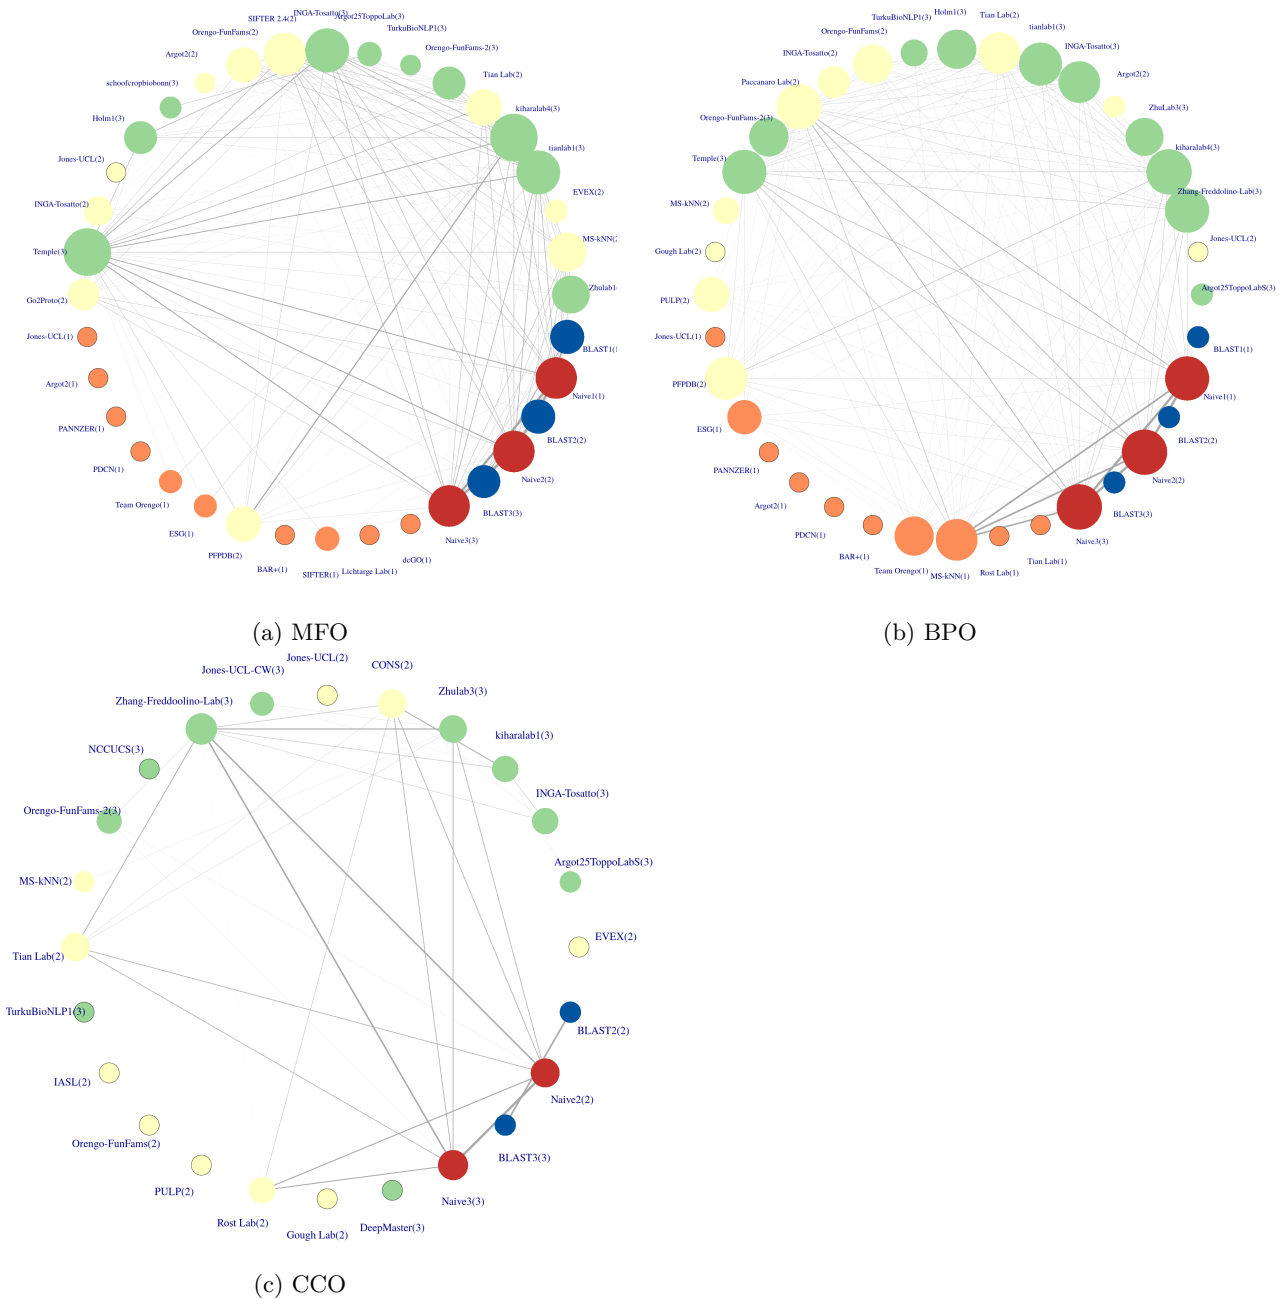 INGA-Tosatto(3)
SIFTER 2.4(2)
Argot25ToppoLab(3)
TurkuBioNLP1(3)
Orengo-FunFams(2)
Orengo-FunFams-2(3)
Argot2(2)
Tian Lab(2)
schoofcropbiobonn(3)
kiharalab4(3)
Holm1(3)
tianlab1(3)
Jones-UCL(2)
EVEX(2)
INGA-Tosatto(2)
MS-kNN(2
Temple(3)
Zhulab1(
Go2Proto(2)
Jones-UCL(1)
BLAST1(1
Argot2(1)
Naive1(1)
PANNZER(1)
BLAST2(2)
PDCN(1)
Naive2(2)
Team Orengo(1)
BLAST3(3)
ESG(1)
Naive3(3)
PFPDB(2)
dcGO(1)
BAR+(1)
SIFTER(1)
Lichtarge Lab(1)
(a) MFO
Holm1(3)
TurkuBioNLP1(3)
Tian Lab(2)
Orengo-FunFams(2)
tianlab1(3)
INGA-Tosatto(2)
INGA-Tosatto(3)
Paccanaro Lab(2)
Argot2(2)
Orengo-FunFams-2(3)
ZhuLab3(3)
Temple(3)
kiharalab4(3)
MS-kNN(2)
Zhang-Freddolino-Lab(3)
Gough Lab(2)
Jones-UCL(2)
PULP(2)
Argot25ToppoLabS(3)
Jones-UCL(1)
BLAST1(1)
PFPDB(2)
Naive1(1)
ESG(1)
BLAST2(2)
PANNZER(1)
Naive2(2)
Argot2(1)
BLAST3(3)
PDCN(1)
Naive3(3)
BAR+(1)
Tian Lab(1)
Team Orengo(1)
MS-kNN(1)
Rost Lab(1)
(b) BPO
Jones-UCL(2)
Jones-UCL-CW(3)
CONS(2)
Zhang-Freddoolino-Lab(3)
Zhulab3(3)
NCCUCS(3)
kiharalab1(3)
Orengo-FunFams-2(3)
INGA-Tosatto(3)
MS-kNN(2)
Argot25ToppoLabS(3)
Tian Lab(2)
EVEX(2)
TurkuBioNLP1(3)
BLAST2(2)
IASL(2)
Naive2(2)
Orengo-FunFams(2)
BLAST3(3)
PULP(2)
Naive3(3)
Rost Lab(2)
DeepMaster(3)
Gough Lab(2)
(c) CCO